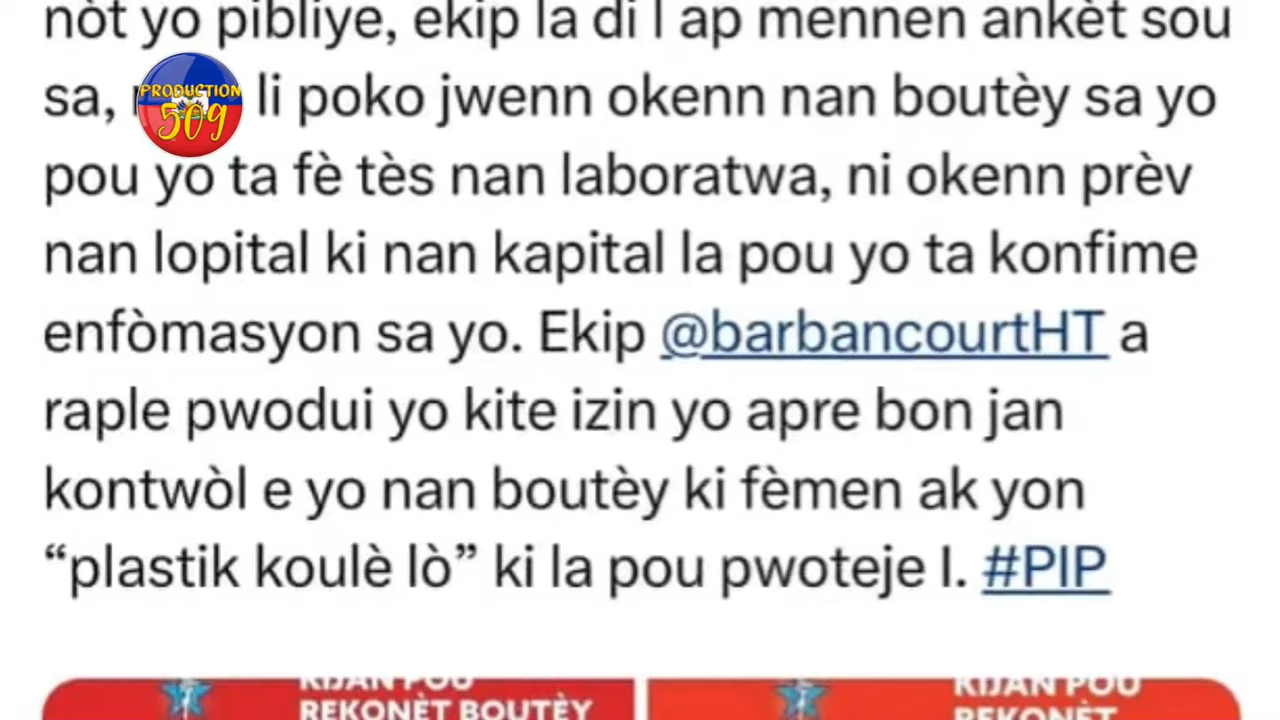 nòt yo pibliye, ekip la di l ap mennen ankèt sou
sa, li poko jwenn okenn nan boutèy sa yo
PRODUCTION
509
pou yo ta fè tès nan laboratwa, ni okenn prèv
nan lopital ki nan kapital la pou yo ta konfime
enfòmasyon sa yo. Ekip @barbancourtHT a
raple pwodui yo kite izin yo apre bon jan
kontwòl e yo nan boutèy ki fèmen ak yon
“plastik koulè lò” ki la pou pwoteje l. #PIP
KIJAN POU
REKONÈT BOUTÈY
KIJAN POU
REKONÈT